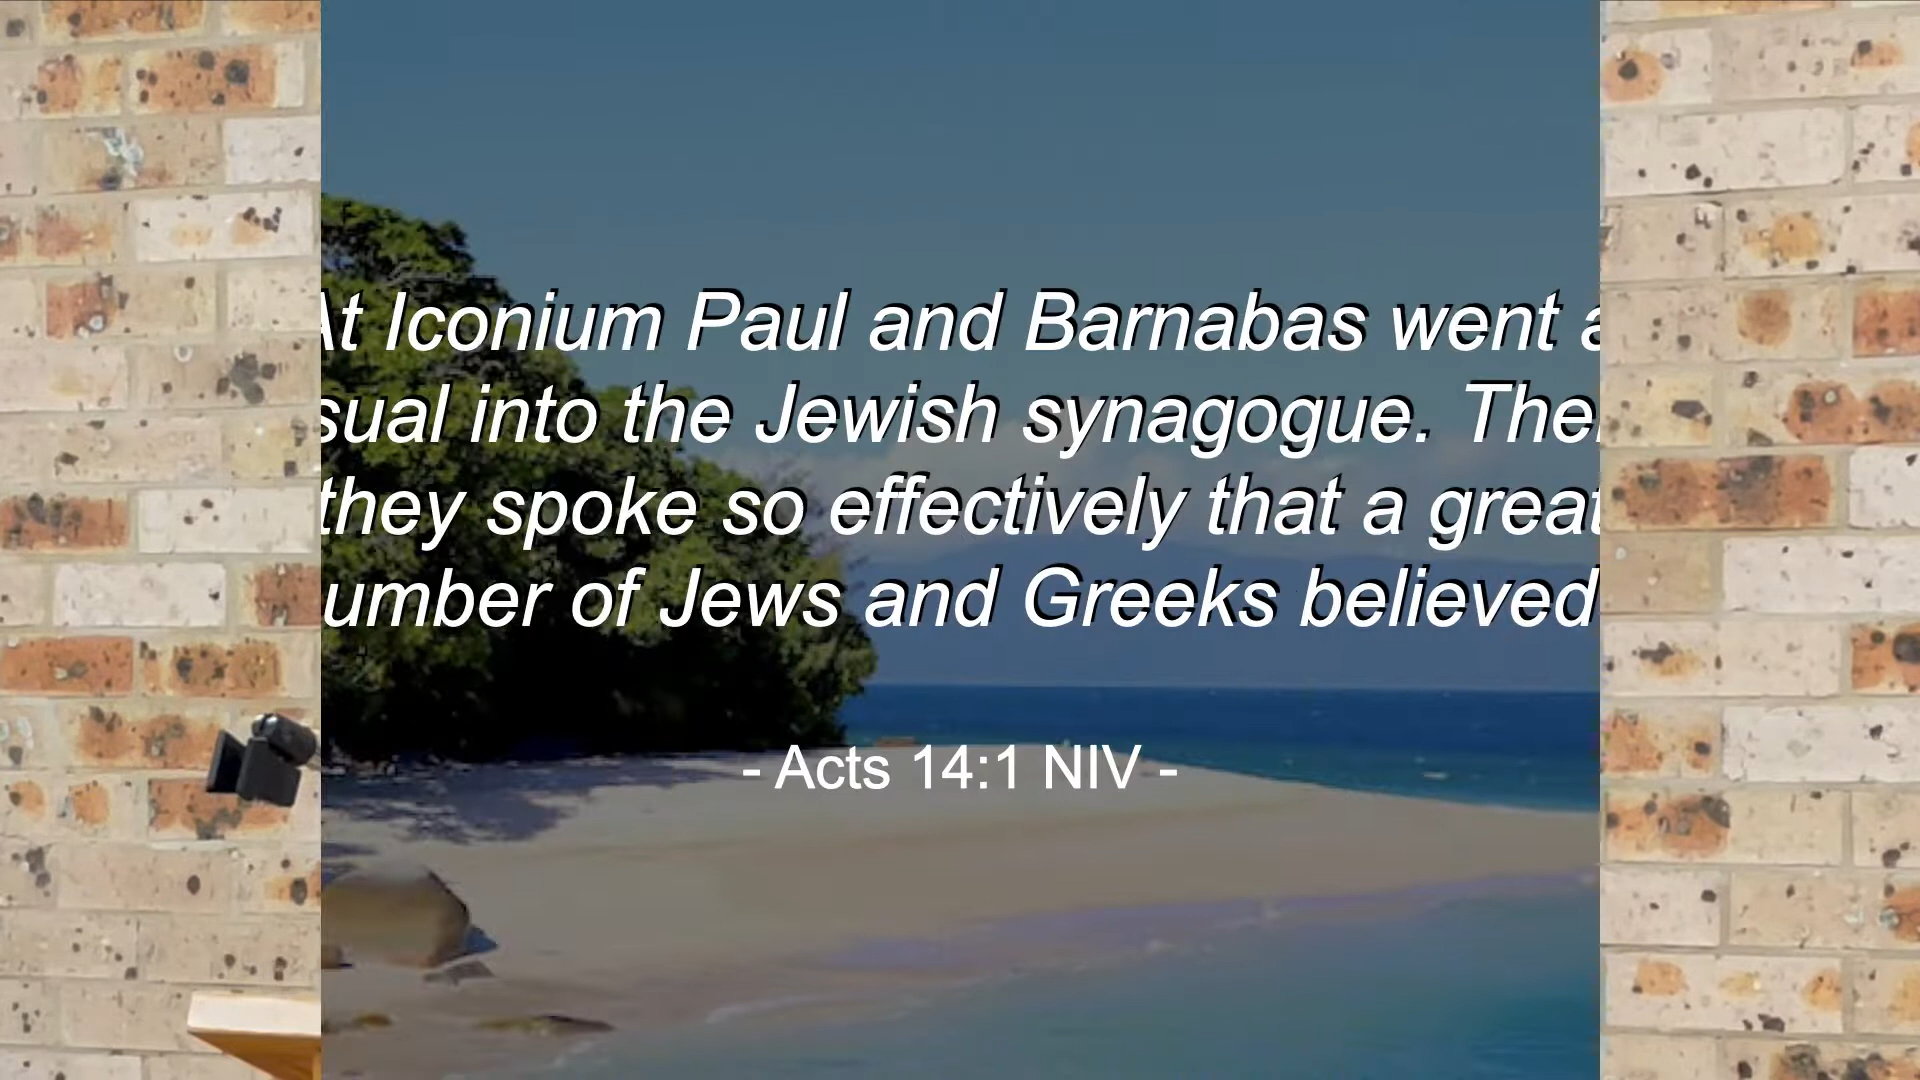 At Iconium Paul and Barnabas went a
sual into the Jewish synagogue. The
they spoke so effectively that a great
umber of Jews and Greeks believed
- Acts 14:1 NIV -